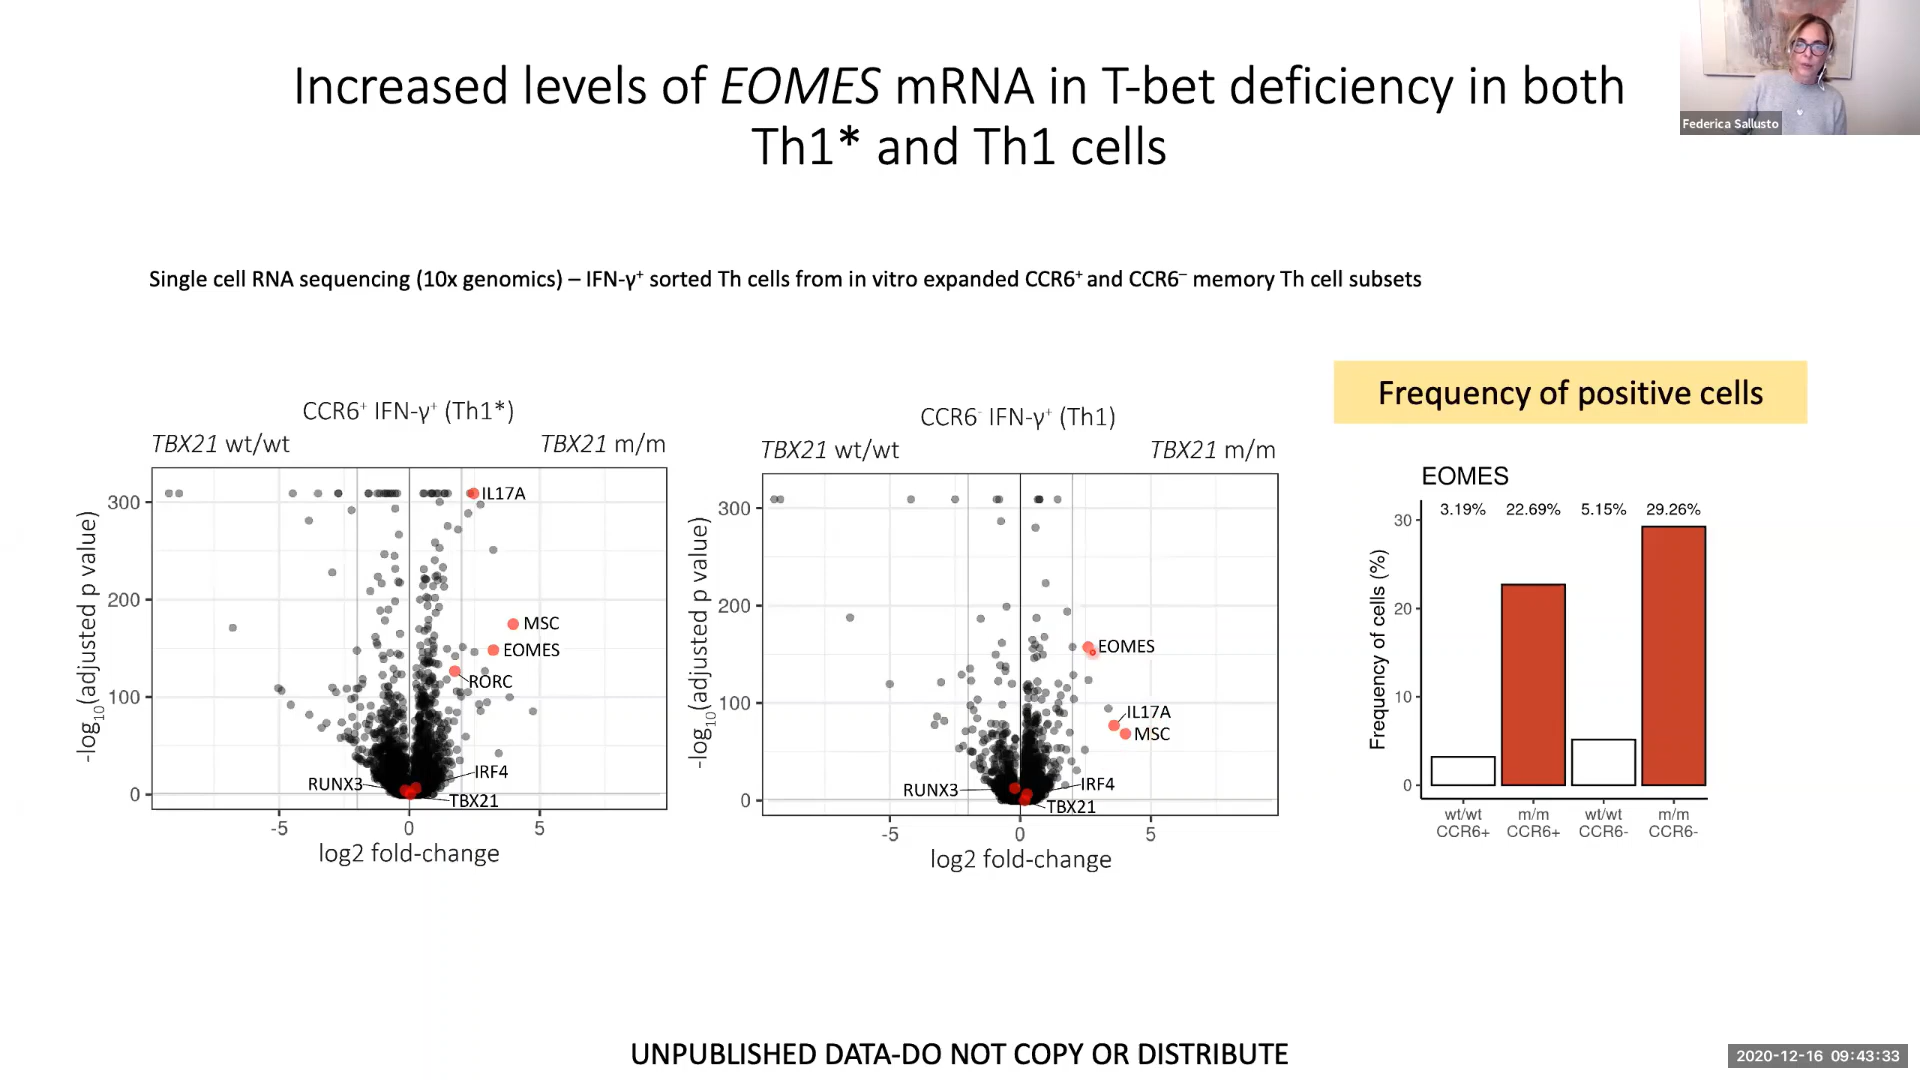 Increased levels of EOMES mRNA in T-bet deficiency in both
Th1* and Th1 cells
Federica Sallusto
Single cell RNA sequencing (10x genomics) – IFN-γ⁺ sorted Th cells from in vitro expanded CCR6⁺ and CCR6⁻ memory Th cell subsets
CCR6⁺ IFN-γ⁺ (Th1*)
TBX21 wt/wt
TBX21 m/m
-log₁₀(adjusted p value)
300
200
100
0
IL17A
MSC
EOMES
RORC
RUNX3
IRF4
TBX21
-5
0
5
log2 fold-change
CCR6⁻ IFN-γ⁺ (Th1)
TBX21 wt/wt
TBX21 m/m
-log₁₀(adjusted p value)
300
200
100
0
EOMES
IL17A
MSC
RUNX3
IRF4
TBX21
-5
0
5
log2 fold-change
Frequency of positive cells
EOMES
3.19% 22.69% 5.15% 29.26%
Frequency of cells (%)
30
20
10
0
wt/wt m/m wt/wt m/m
CCR6+ CCR6+ CCR6- CCR6-
UNPUBLISHED DATA-DO NOT COPY OR DISTRIBUTE
2020-12-16 09:43:33